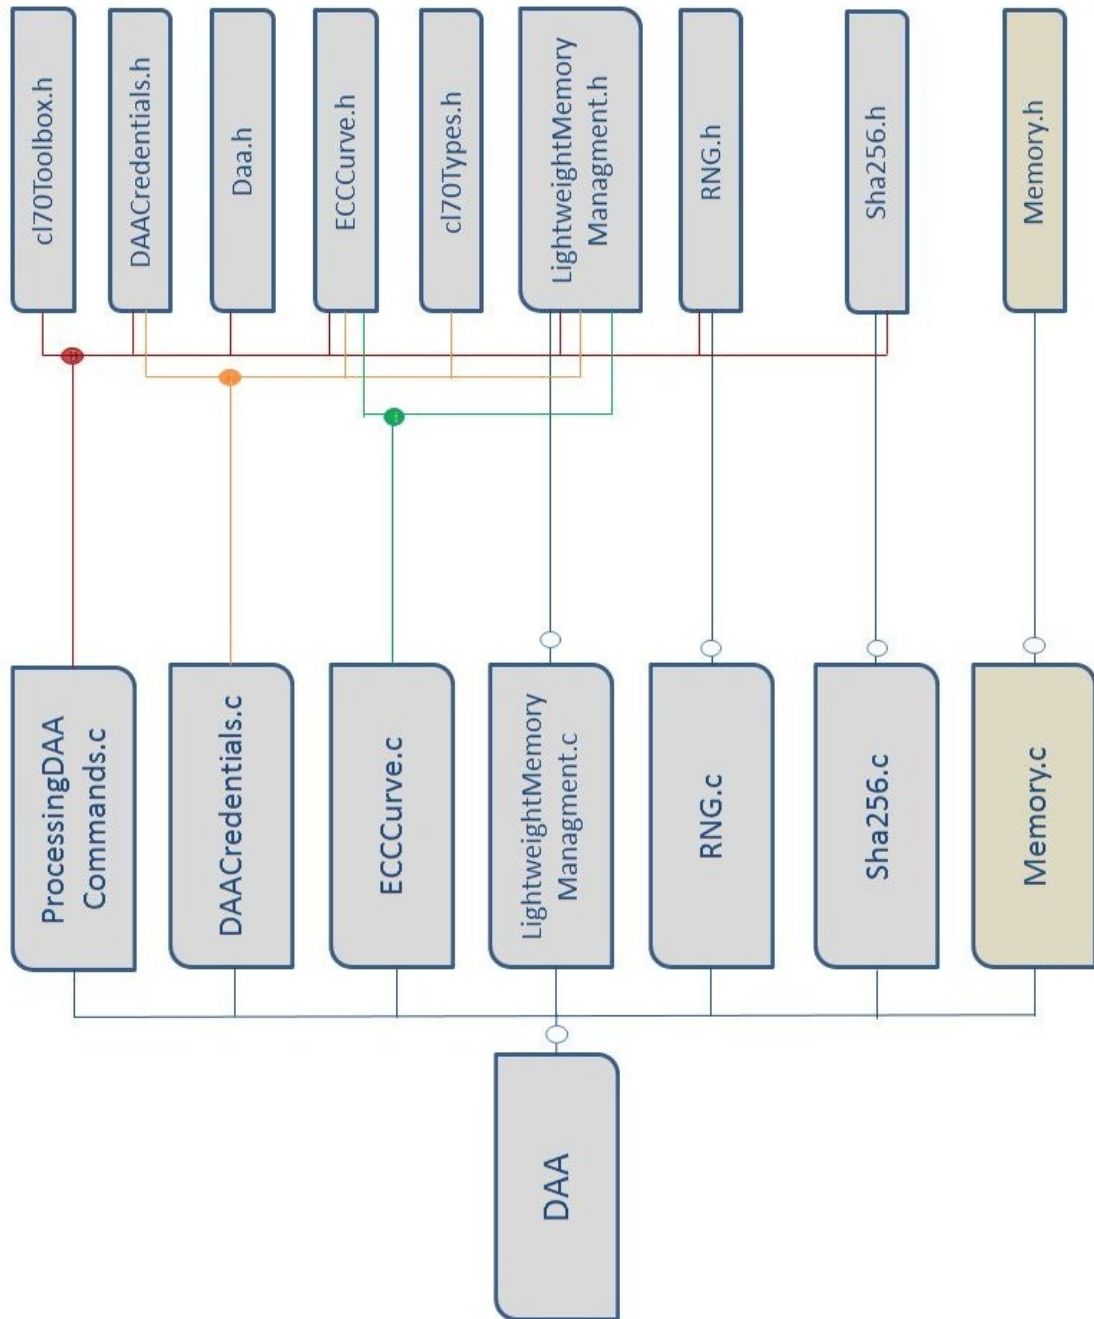 cl70Toolbox.h
DAACredentials.h
Daa.h
ECCCurve.h
cl70Types.h
LightweightMemory
Managment.h
RNG.h
Sha256.h
Memory.h
ProcessingDAA
Commands.c
DAACredentials.c
ECCCurve.c
LightweightMemory
Managment.c
RNG.c
Sha256.c
Memory.c
DAA